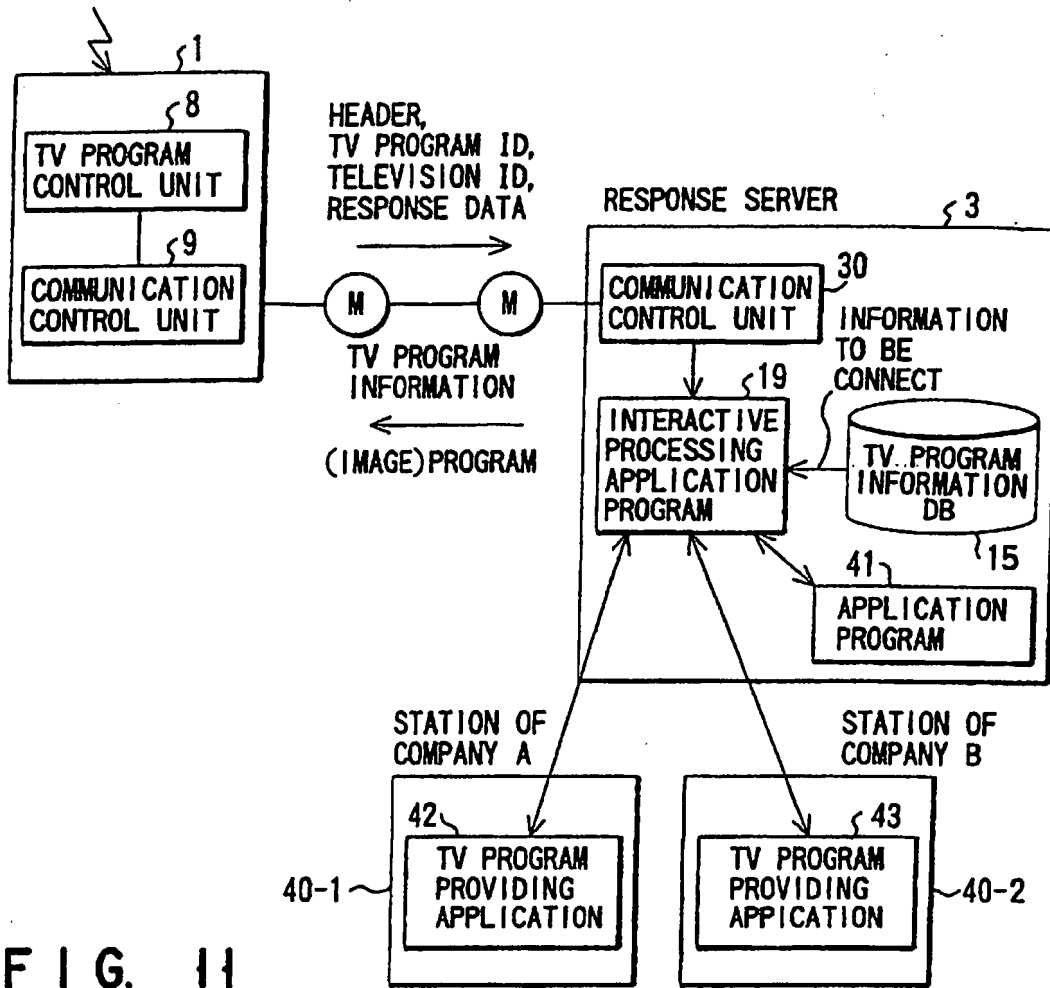 1
8
TV PROGRAM
CONTROL UNIT
9
COMMUNICATION
CONTROL UNIT
HEADER,
TV PROGRAM ID,
TELEVISION ID,
RESPONSE DATA
M
M
TV PROGRAM
INFORMATION
(IMAGE)PROGRAM
RESPONSE SERVER
3
COMMUNICATION
CONTROL UNIT
30
INFORMATION
TO BE
CONNECT
19
INTERACTIVE
PROCESSING
APPLICATION
PROGRAM
TV PROGRAM
INFORMATION
DB
15
41
APPLICATION
PROGRAM
STATION OF
COMPANY A
42
TV PROGRAM
PROVIDING
APPLICATION
40-1
STATION OF
COMPANY B
43
TV PROGRAM
PROVIDING
APPICATION
40-2
FIG. 11